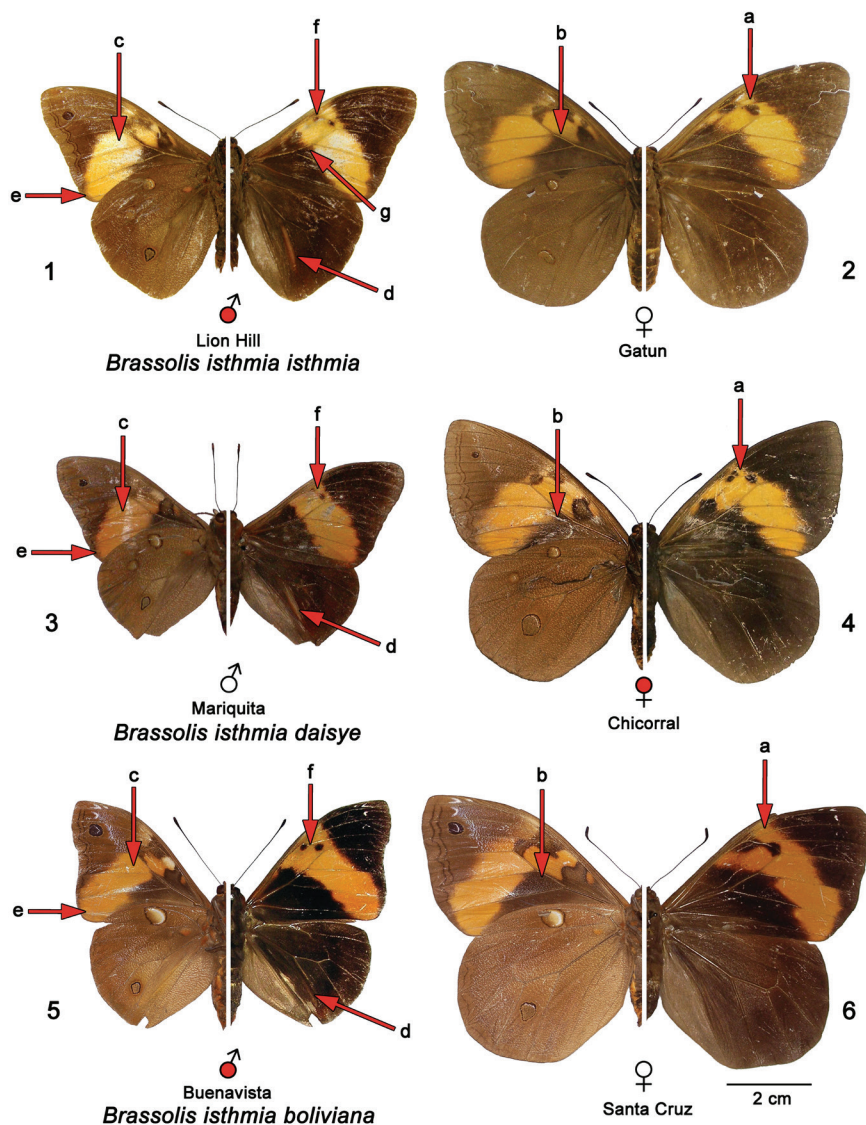 c
f
b
a
e
g
d
1
2
♂
♀
Lion Hill
Gatun
Brassolis isthmia isthmia
c
f
b
a
e
d
3
4
♂
♀
Mariquita
Chicorral
Brassolis isthmia daisye
c
f
b
a
e
d
5
6
♂
♀
Buenavista
Santa Cruz
2 cm
Brassolis isthmia boliviana